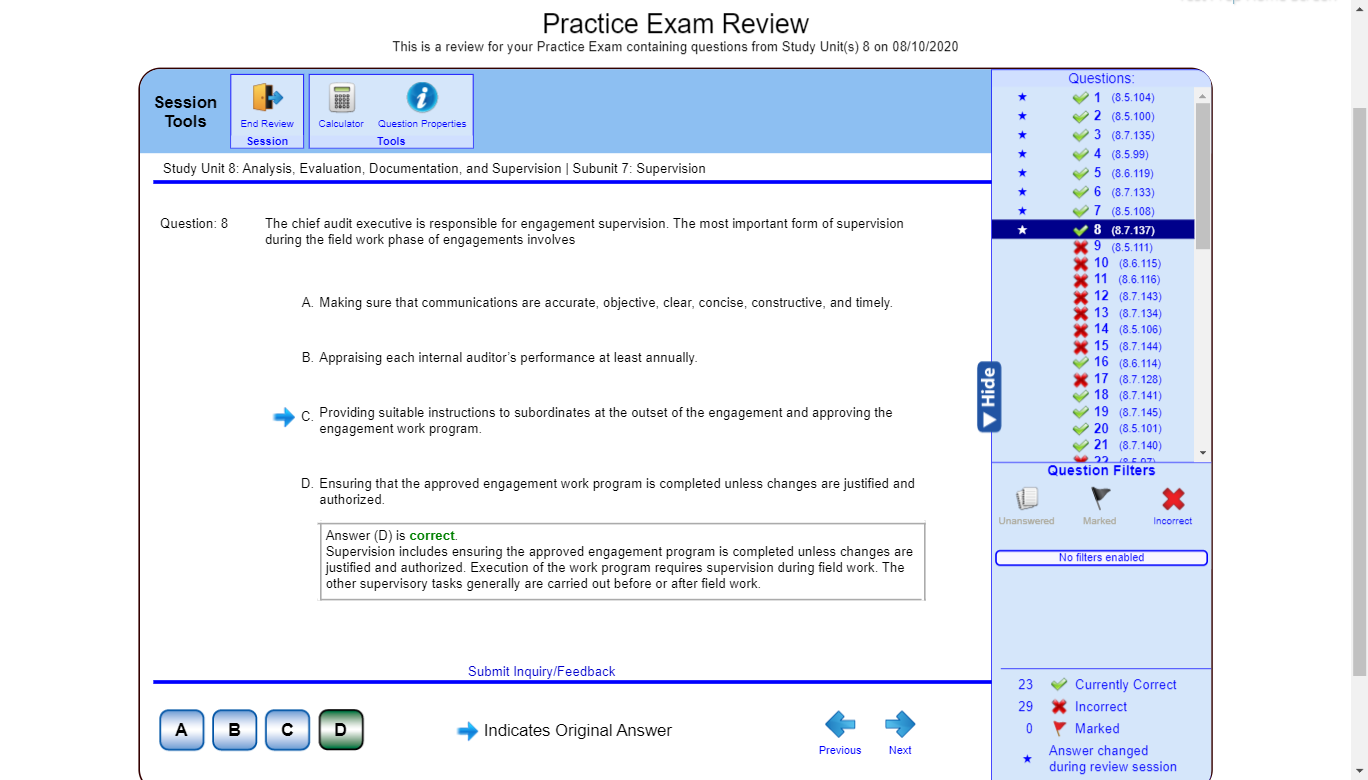 Practice Exam Review
This is a review for your Practice Exam containing questions from Study Unit(s) 8 on 08/10/2020
Session
Tools
End Review
Session
Calculator
Question Properties
Tools
Study Unit 8: Analysis, Evaluation, Documentation, and Supervision | Subunit 7: Supervision
Question: 8
The chief audit executive is responsible for engagement supervision. The most important form of supervision
during the field work phase of engagements involves
A. Making sure that communications are accurate, objective, clear, concise, constructive, and timely.
B. Appraising each internal auditor's performance at least annually.
C. Providing suitable instructions to subordinates at the outset of the engagement and approving the
engagement work program.
D. Ensuring that the approved engagement work program is completed unless changes are justified and
authorized.
Answer (D) is correct.
Supervision includes ensuring the approved engagement program is completed unless changes are
justified and authorized. Execution of the work program requires supervision during field work. The
other supervisory tasks generally are carried out before or after field work.
Submit Inquiry/Feedback
A B C D
Indicates Original Answer
Previous
Next
Hide
Questions:
1 (8.5.104)
2 (8.5.100)
3 (8.7.135)
4 (8.5.99)
5 (8.6.119)
6 (8.7.133)
7 (8.5.108)
8 (8.7.137)
9 (8.5.111)
10 (8.6.115)
11 (8.6.116)
12 (8.7.143)
13 (8.7.134)
14 (8.5.106)
15 (8.7.144)
16 (8.6.114)
17 (8.7.128)
18 (8.7.141)
19 (8.7.145)
20 (8.5.101)
21 (8.7.140)
22 (8.5.97)
Question Filters
Unanswered
Marked
Incorrect
No filters enabled
23 Currently Correct
29 Incorrect
0 Marked
Answer changed
during review session